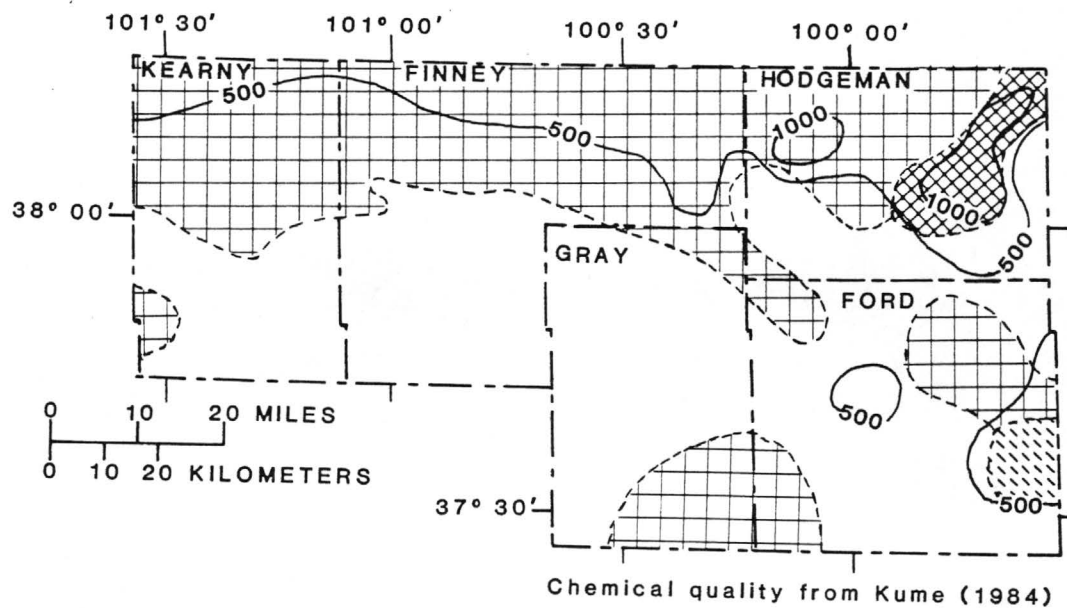 101° 30′ 101° 00′ 100° 30′ 100° 00′
KEARNY FINNEY HODGEMAN
500
1000
500
38° 00′
1000
500
GRAY
FORD
0 10 20 MILES
500
0 10 20 KILOMETERS
37° 30′
500
Chemical quality from Kume (1984)